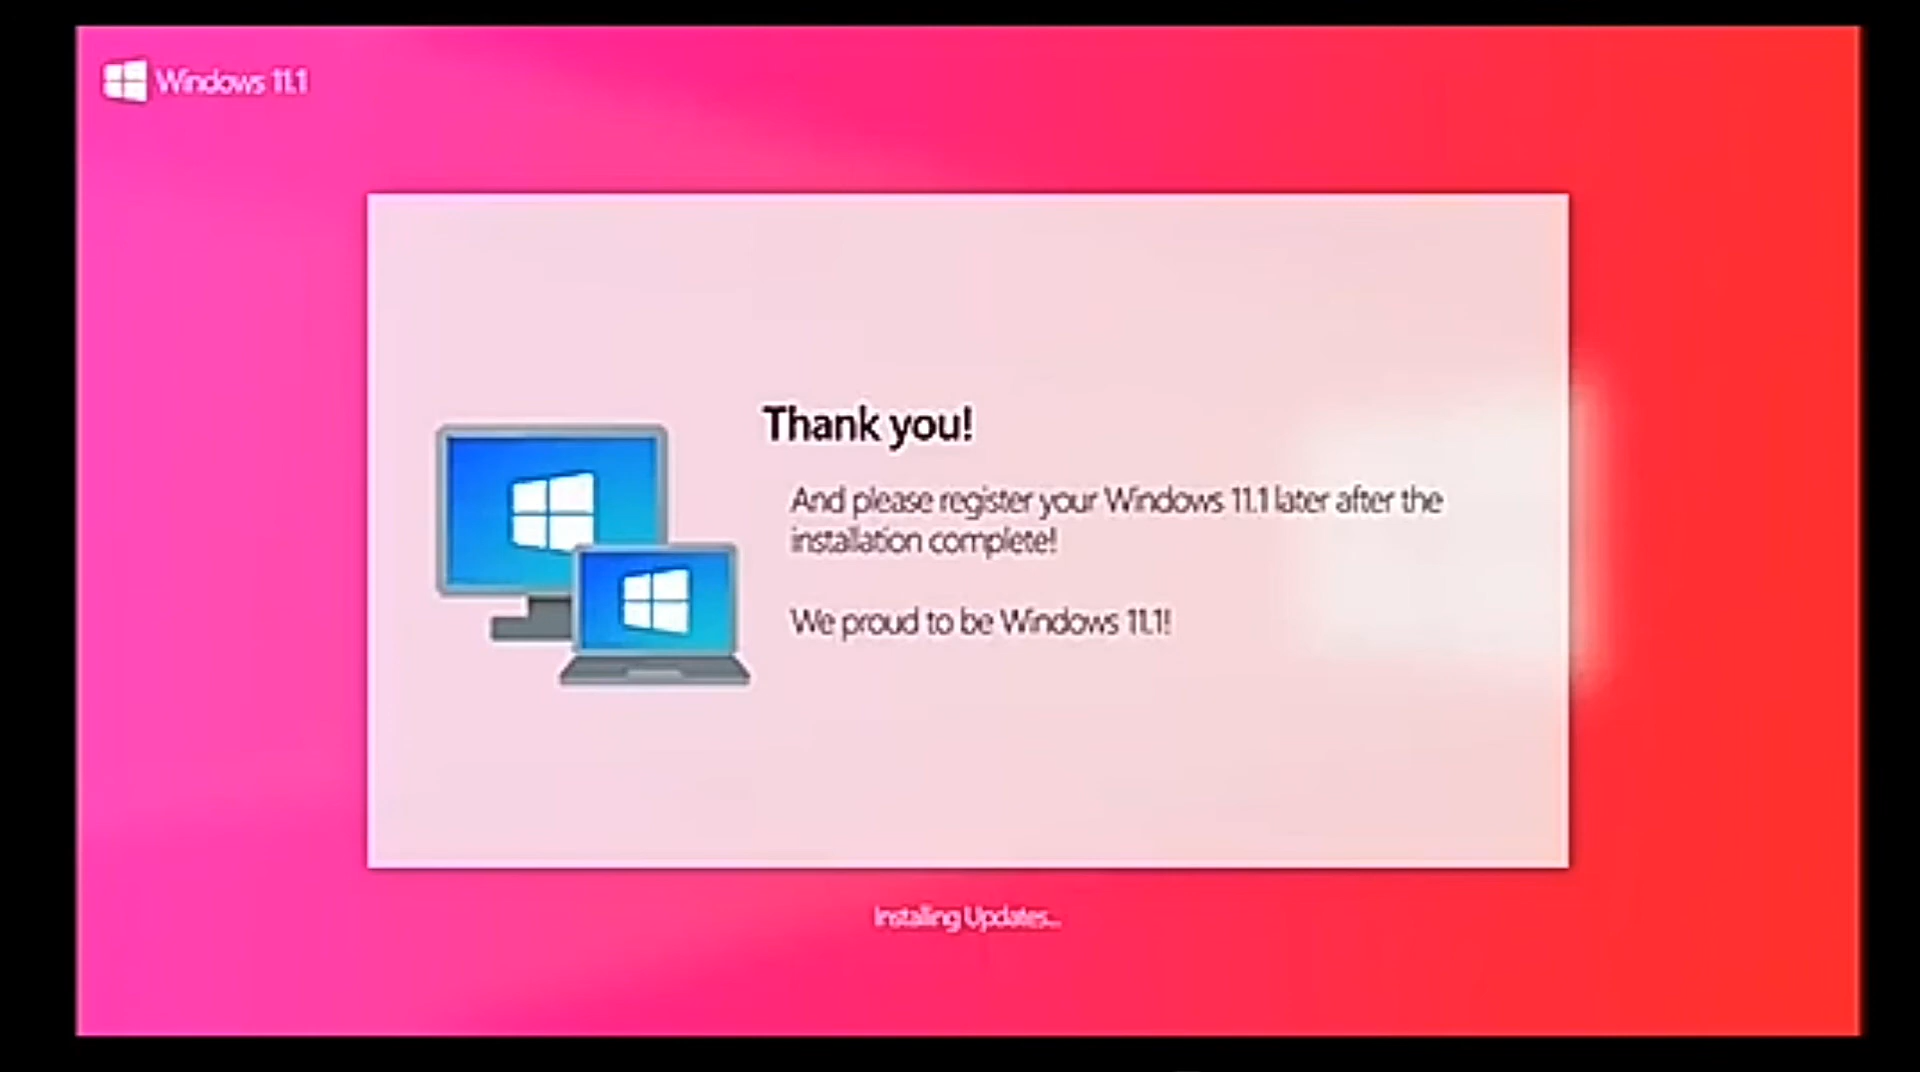 Windows 11.1
Thank you!
And please register your Windows 11.1 later after the
installation complete!
We proud to be Windows 11.1!
Installing Updates...